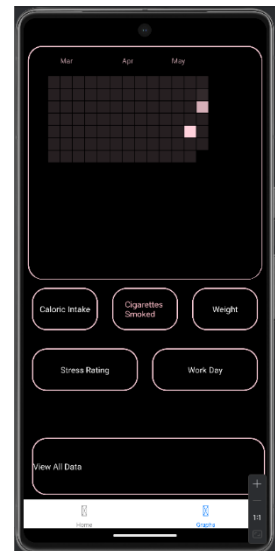 Mar Apr May
Caloric Intake
Cigarettes
Smoked
Weight
Stress Rating
Work Day
View All Data
Home
Graphs
1:1